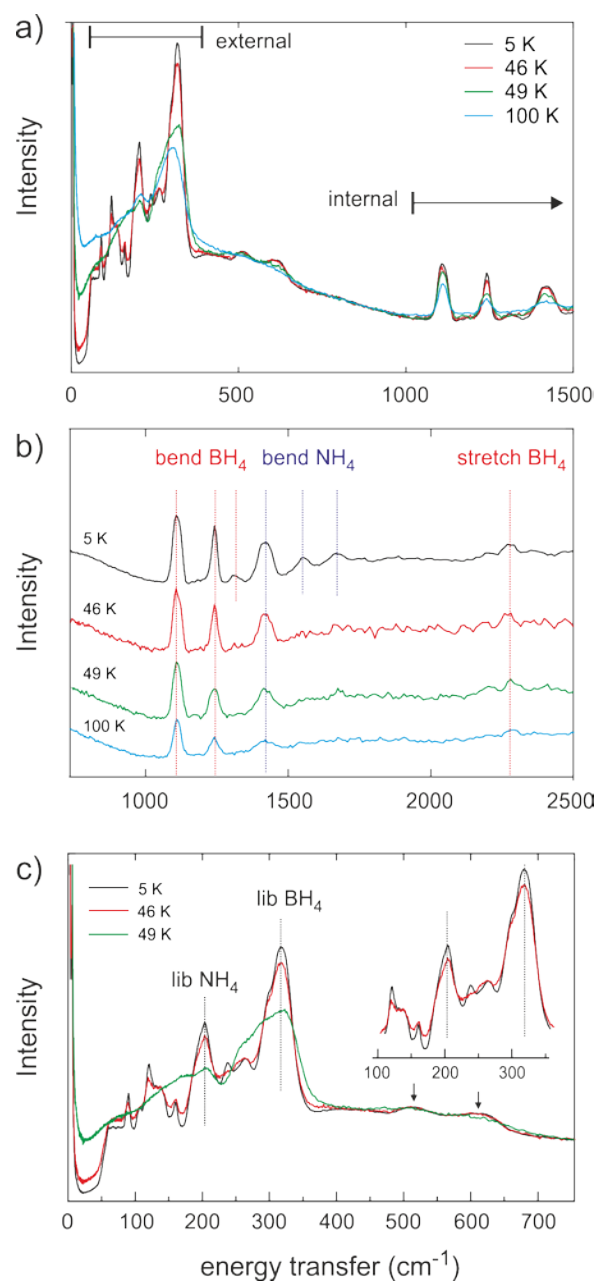 a)
external
5 K
46 K
49 K
100 K
internal
Intensity
0 500 1000 1500
b)
bend BH4 bend NH4 stretch BH4
5 K
46 K
49 K
100 K
Intensity
1000 1500 2000 2500
c)
5 K
46 K
49 K
lib BH4
lib NH4
Intensity
100 200 300
0 100 200 300 400 500 600 700
energy transfer (cm-1)